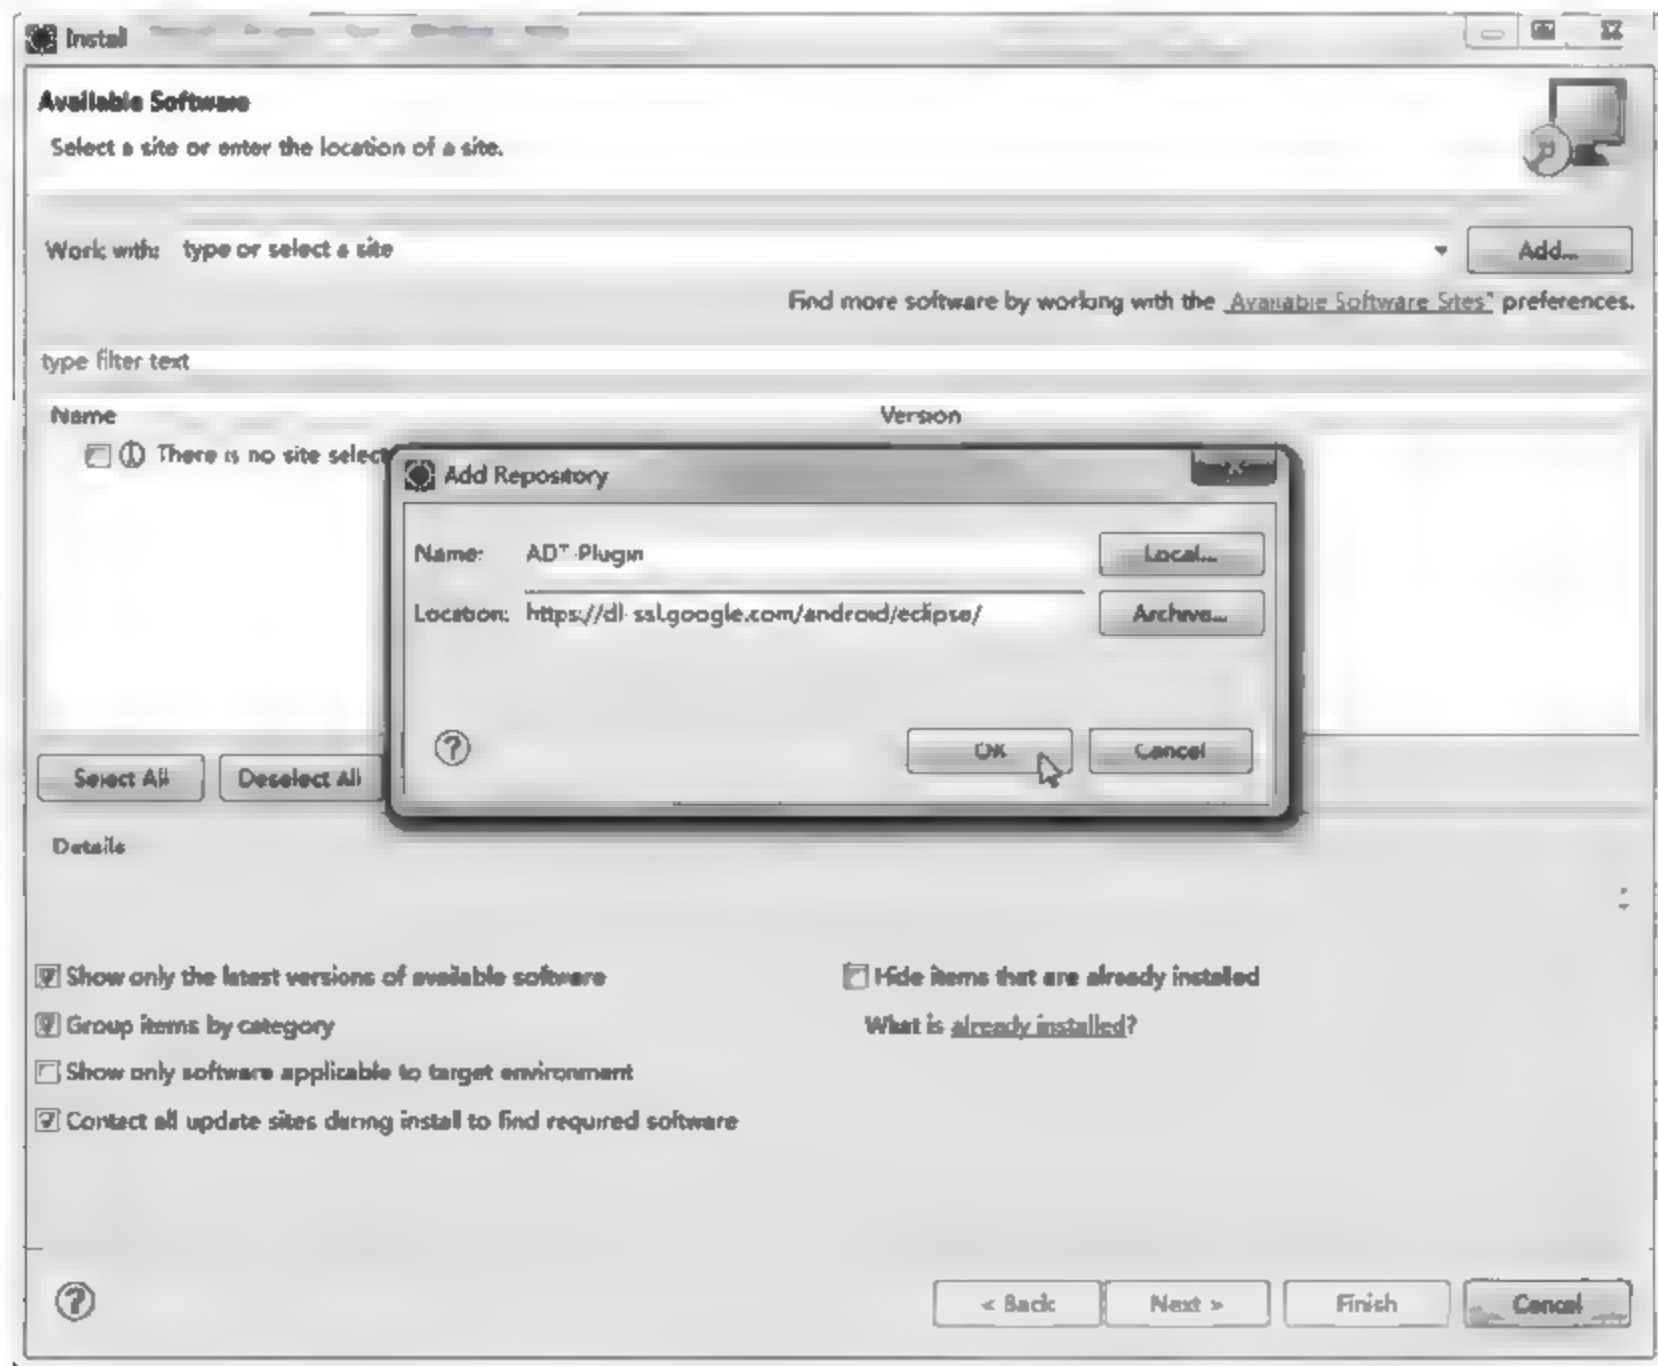 Install
Available Software
Select a site or enter the location of a site.
Work with: type or select a site Add...
Find more software by working with the "Available Software Sites" preferences.
type filter text
Name Version
There is no site select
Add Repository
Name: ADT Plugin Local...
Location: https://dl-ssl.google.com/android/eclipse/ Archive...
OK Cancel
Select All Deselect All
Details
Show only the latest versions of available software Hide items that are already installed
Group items by category What is already installed?
Show only software applicable to target environment
Contact all update sites during install to find required software
< Back Next > Finish Cancel